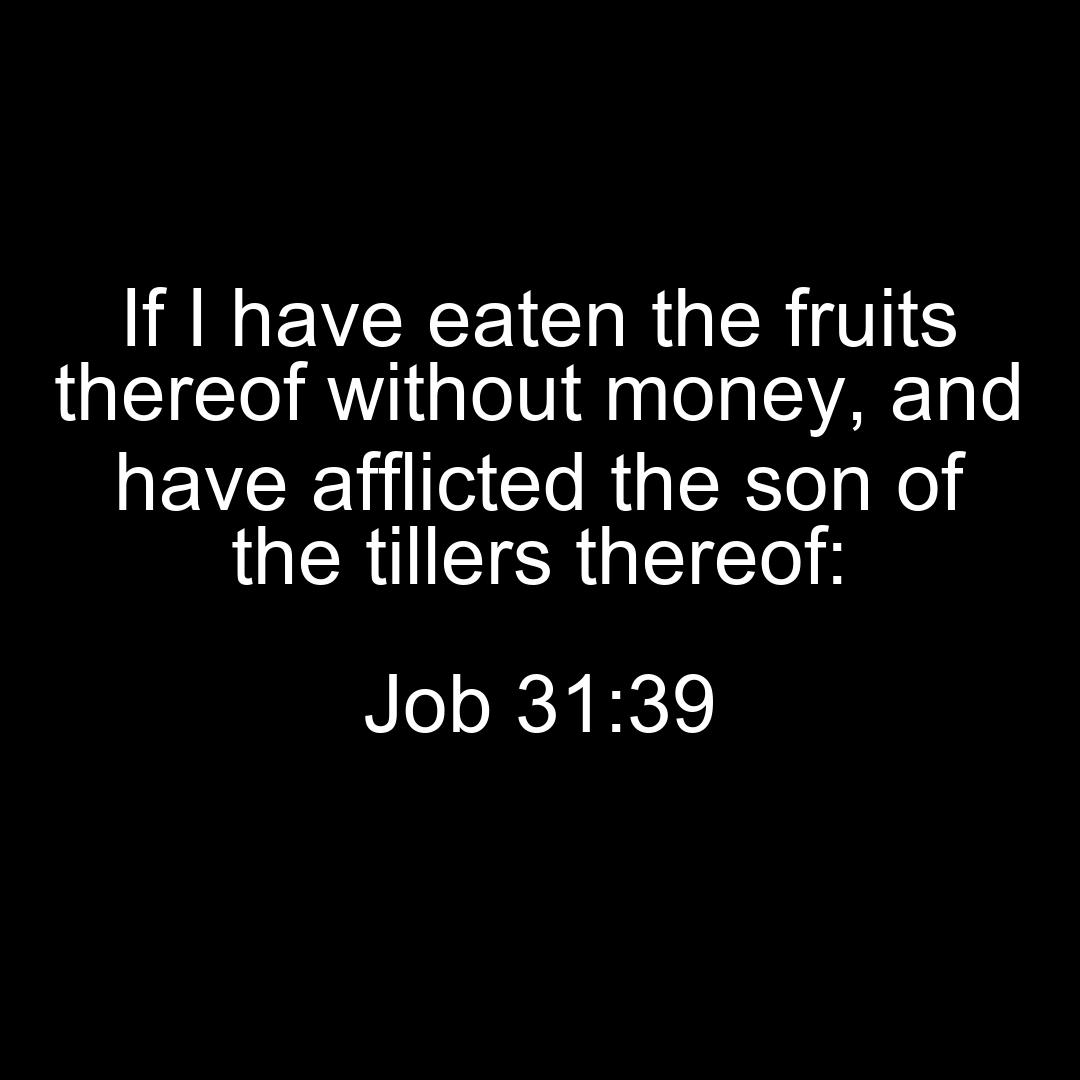 If I have eaten the fruits
thereof without money, and
have afflicted the son of
the tillers thereof:
Job 31:39